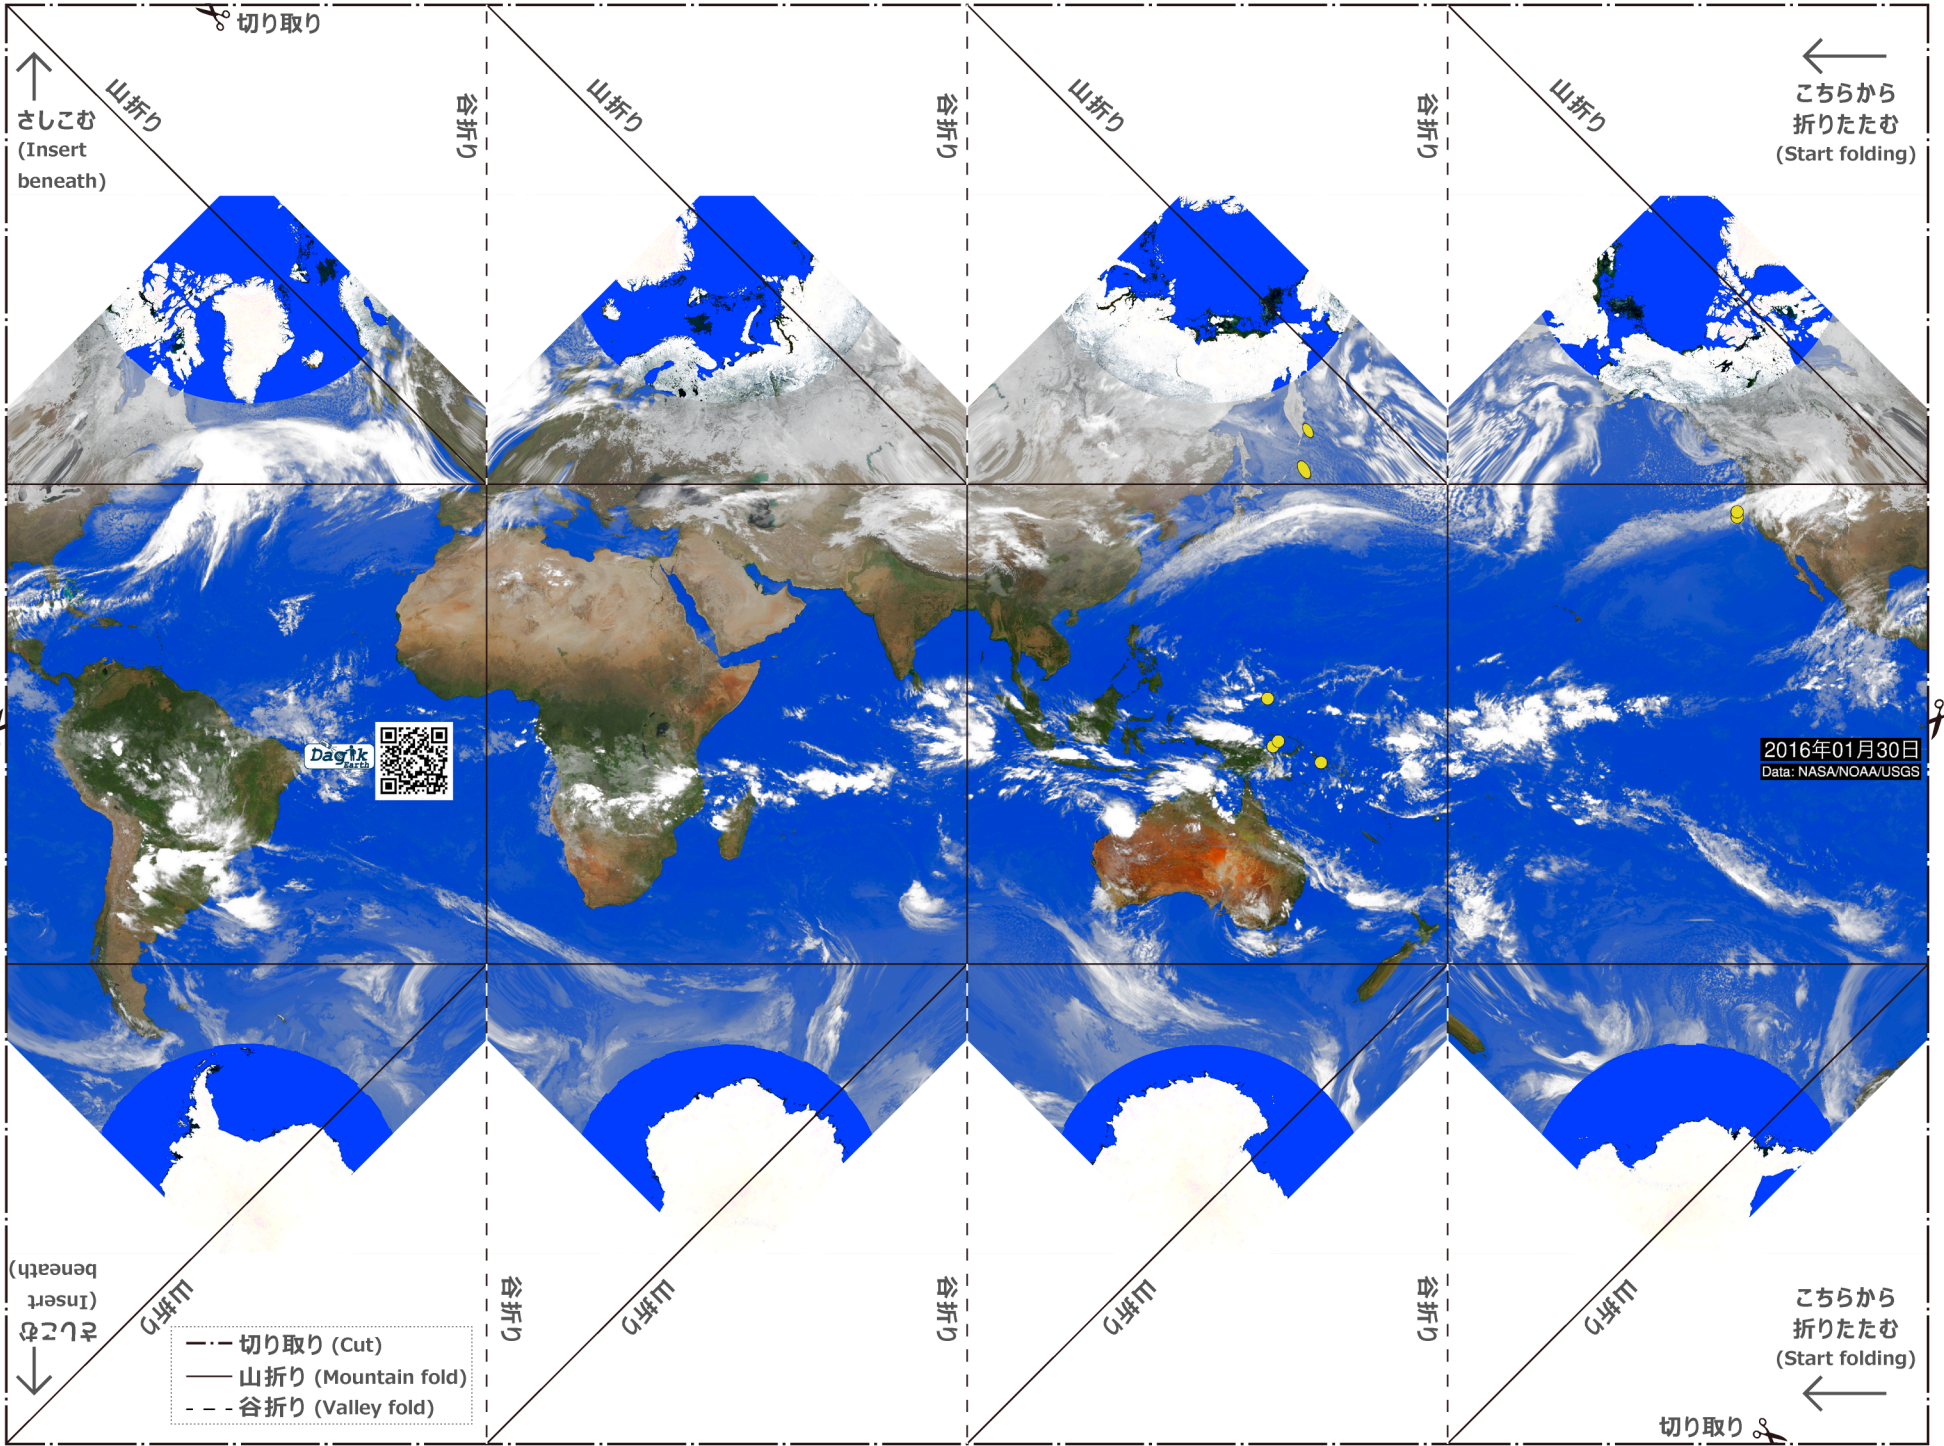 切り取り
山折り
山折り
山折り
山折り
谷折り
谷折り
谷折り
さしこむ
(Insert
beneath)
こちらから
折りたたむ
(Start folding)
Dagik
Earth
2016年01月30日
Data: NASA/NOAA/USGS
さしこむ
(Insert
beneath)
山折り
山折り
山折り
山折り
谷折り
谷折り
谷折り
切り取り (Cut)
山折り (Mountain fold)
谷折り (Valley fold)
こちらから
折りたたむ
(Start folding)
切り取り